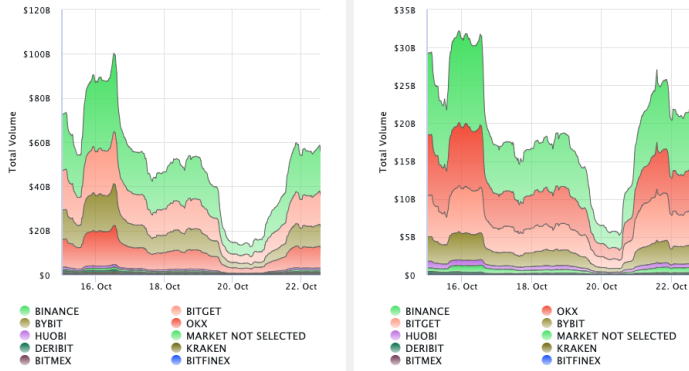 $120B
$100B
$80B
$60B
$40B
$20B
$0
Total Volume
16. Oct 18. Oct 20. Oct 22. Oct
BINANCE BITGET
BYBIT OKX
HUOBI MARKET NOT SELECTED
DERIBIT KRAKEN
BITMEX BITFINEX
$35B
$30B
$25B
$20B
$15B
$10B
$5B
$0
Total Volume
16. Oct 18. Oct 20. Oct 22. Oct
BINANCE OKX
BITGET BYBIT
HUOBI MARKET NOT SELECTED
DERIBIT KRAKEN
BITMEX BITFINEX